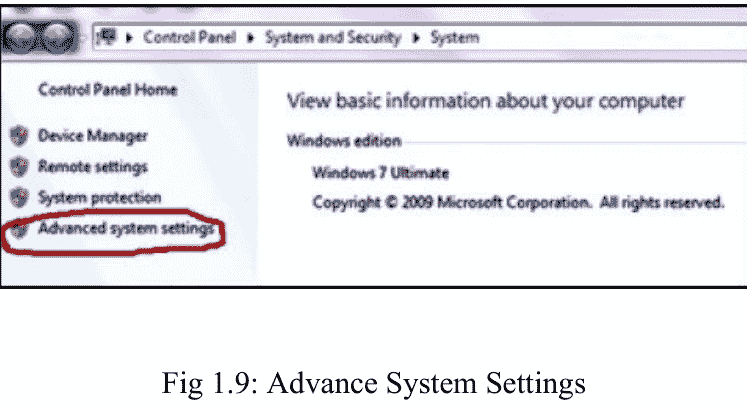 Control Panel ▸ System and Security ▸ System
Control Panel Home
Device Manager
Remote settings
System protection
Advanced system settings
View basic information about your computer
Windows edition
Windows 7 Ultimate
Copyright © 2009 Microsoft Corporation. All rights reserved.
Fig 1.9: Advance System Settings